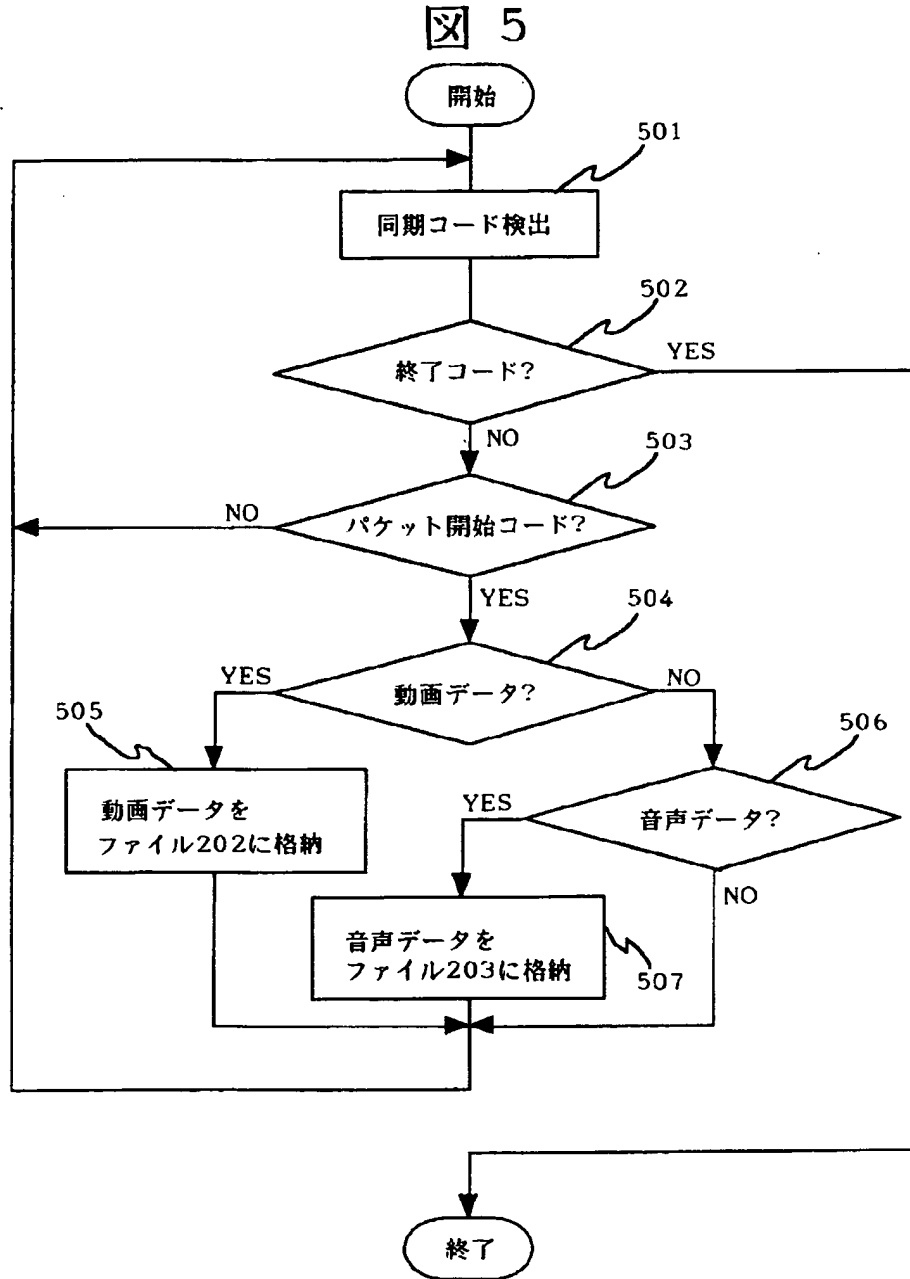 図 5
開始
501
同期コード検出
502
終了コード?
YES
NO
503
パケット開始コード?
NO
YES
504
動画データ?
YES
NO
505
動画データを
ファイル202に格納
506
音声データ?
YES
NO
音声データを
ファイル203に格納
507
終了